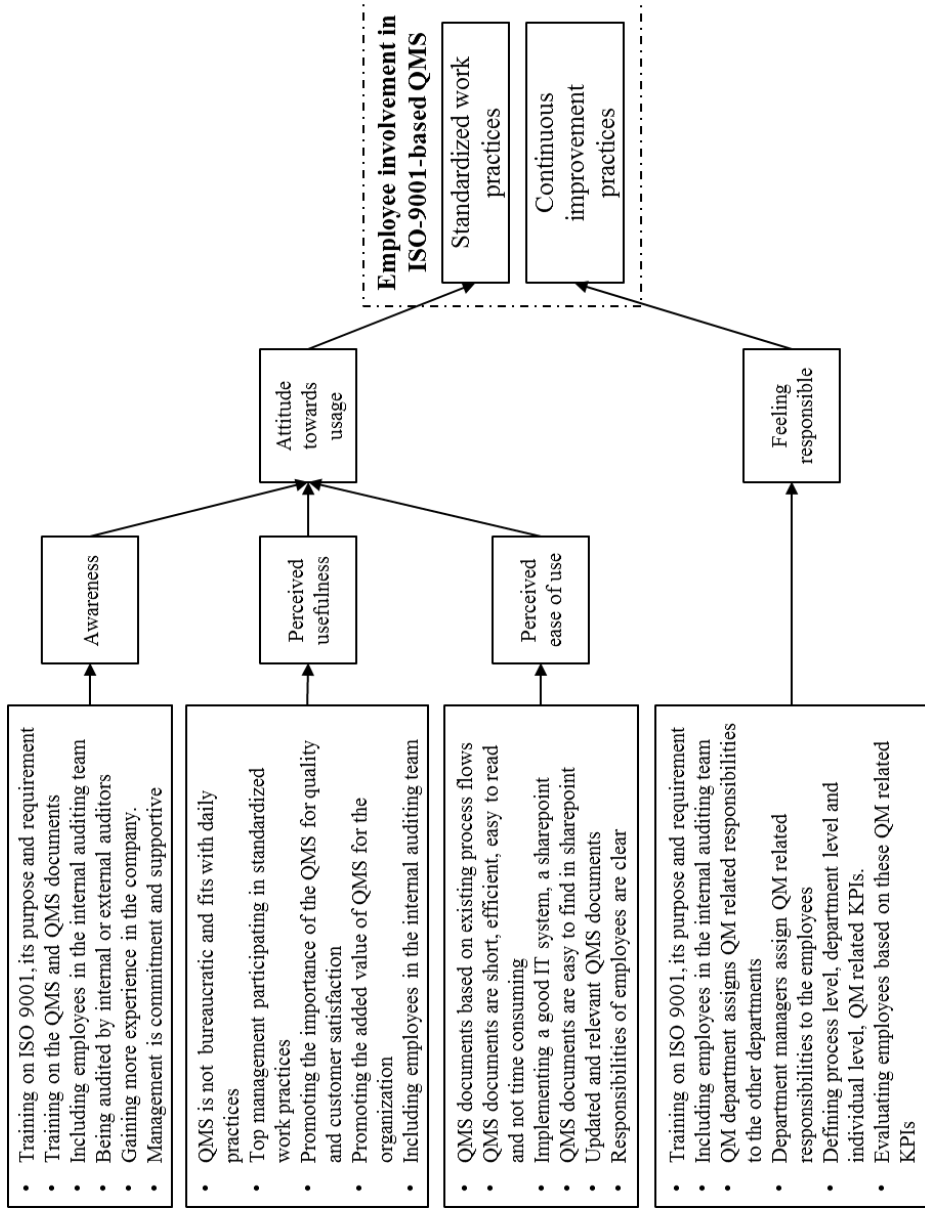 • Training on ISO 9001, its purpose and requirement
• Training on the QMS and QMS documents
• Including employees in the internal auditing team
• Being audited by internal or external auditors
• Gaining more experience in the company.
• Management is commitment and supportive
• QMS is not bureaucratic and fits with daily
practices
• Top management participating in standardized
work practices
• Promoting the importance of the QMS for quality
and customer satisfaction
• Promoting the added value of QMS for the
organization
• Including employees in the internal auditing team
• QMS documents based on existing process flows
• QMS documents are short, efficient, easy to read
and not time consuming
• Implementing a good IT system, a sharepoint
• QMS documents are easy to find in sharepoint
• Updated and relevant QMS documents
• Responsibilities of employees are clear
• Training on ISO 9001, its purpose and requirement
• Including employees in the internal auditing team
• QM department assigns QM related responsibilities
to the other departments
• Department managers assign QM related
responsibilities to the employees
• Defining process level, department level and
individual level, QM related KPIs.
• Evaluating employees based on these QM related
KPIs
Awareness
Perceived
usefulness
Perceived
ease of use
Attitude
towards
usage
Feeling
responsible
Employee involvement in
ISO-9001-based QMS
Standardized work
practices
Continuous
improvement
practices